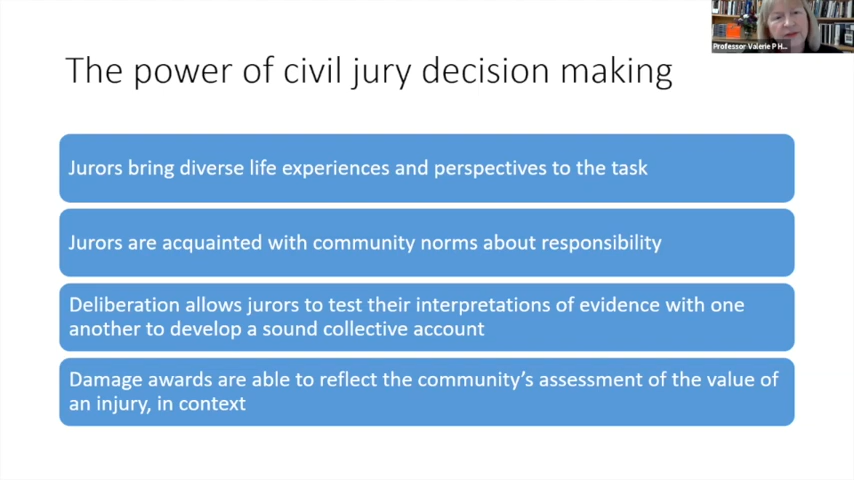 Professor Valerie P H...
The power of civil jury decision making
Jurors bring diverse life experiences and perspectives to the task
Jurors are acquainted with community norms about responsibility
Deliberation allows jurors to test their interpretations of evidence with one
another to develop a sound collective account
Damage awards are able to reflect the community's assessment of the value of
an injury, in context